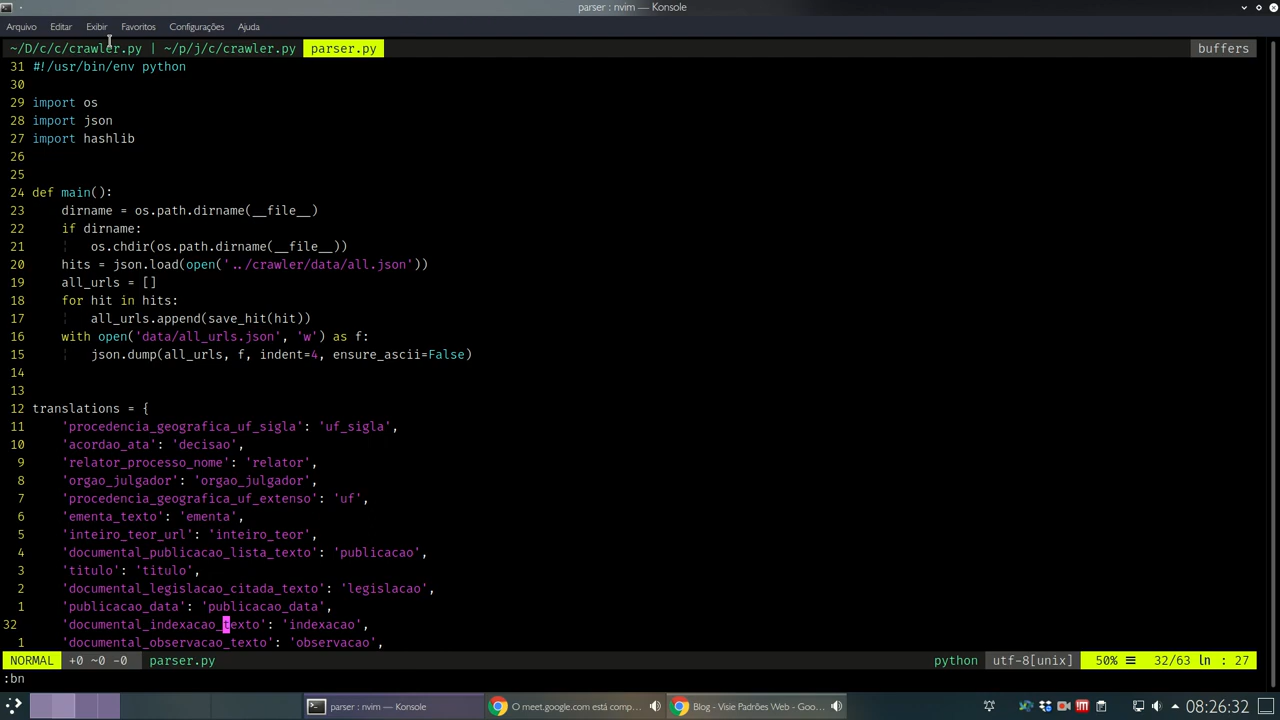 parser : nvim — Konsole
Arquivo Editar Exibir Favoritos Configurações Ajuda
~/D/c/c/crawler.py | ~/p/j/c/crawler.py parser.py buffers
31 #!/usr/bin/env python
30
29 import os
28 import json
27 import hashlib
26
25
24 def main():
23 dirname = os.path.dirname(__file__)
22 if dirname:
21 os.chdir(os.path.dirname(__file__))
20 hits = json.load(open('../crawler/data/all.json'))
19 all_urls = []
18 for hit in hits:
17 all_urls.append(save_hit(hit))
16 with open('data/all_urls.json', 'w') as f:
15 json.dump(all_urls, f, indent=4, ensure_ascii=False)
14
13
12 translations = {
11 'procedencia_geografica_uf_sigla': 'uf_sigla',
10 'acordao_ata': 'decisao',
9 'relator_processo_nome': 'relator',
8 'orgao_julgador': 'orgao_julgador',
7 'procedencia_geografica_uf_extenso': 'uf',
6 'ementa_texto': 'ementa',
5 'inteiro_teor_url': 'inteiro_teor',
4 'documental_publicacao_lista_texto': 'publicacao',
3 'titulo': 'titulo',
2 'documental_legislacao_citada_texto': 'legislacao',
1 'publicacao_data': 'publicacao_data',
32 'documental_indexacao_texto': 'indexacao',
1 'documental_observacao_texto': 'observacao',
NORMAL +0 ~0 -0 parser.py python utf-8[unix] 50% ☰ 32/63 ln : 27
:bn
parser : nvim — Konsole O meet.google.com está comp... Blog - Visie Padrões Web - Goo... 08:26:32